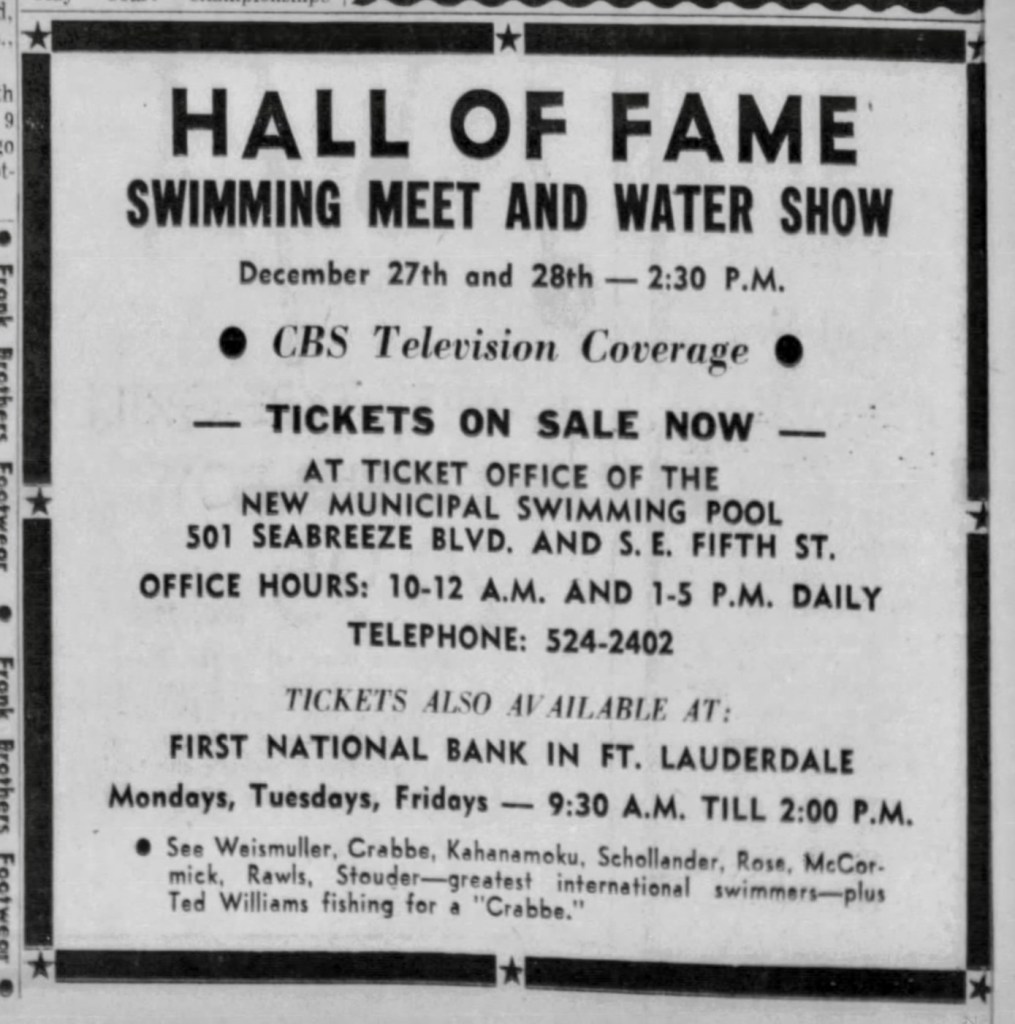 HALL OF FAME
SWIMMING MEET AND WATER SHOW
December 27th and 28th — 2:30 P.M.
● CBS Television Coverage ●
— TICKETS ON SALE NOW —
AT TICKET OFFICE OF THE
NEW MUNICIPAL SWIMMING POOL
501 SEABREEZE BLVD. AND S. E. FIFTH ST.
OFFICE HOURS: 10-12 A.M. AND 1-5 P.M. DAILY
TELEPHONE: 524-2402
TICKETS ALSO AVAILABLE AT:
FIRST NATIONAL BANK IN FT. LAUDERDALE
Mondays, Tuesdays, Fridays — 9:30 A.M. TILL 2:00 P.M.
● See Weismuller, Crabbe, Kahanamoku, Schollander, Rose, McCor-
mick, Rawls, Stouder—greatest international swimmers—plus
Ted Williams fishing for a "Crabbe."
● Frank Brothers Footwear ● Frank Brothers Footwear ●